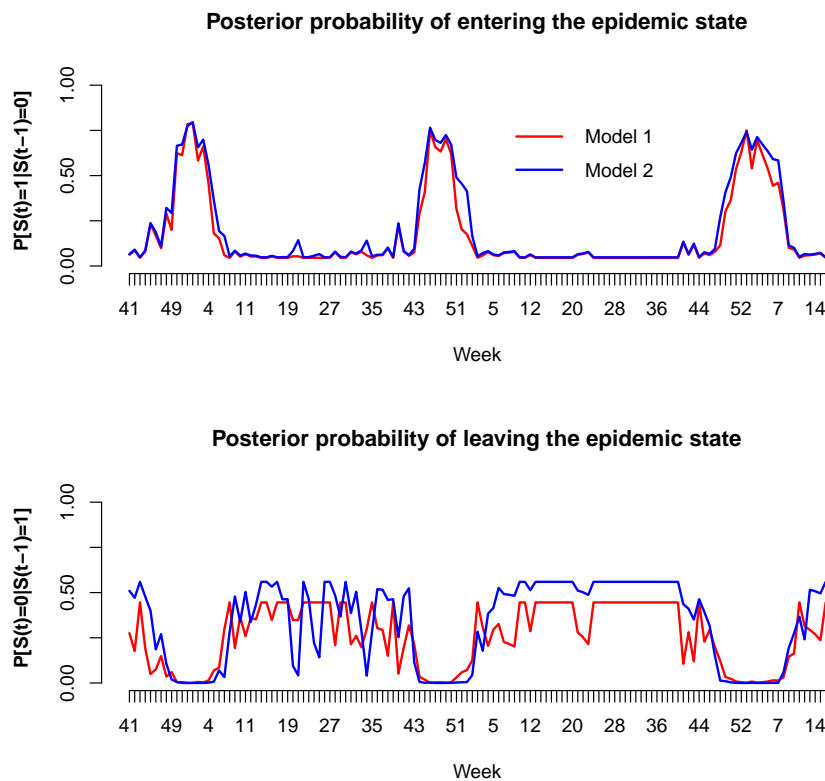 Posterior probability of entering the epidemic state
P[S(t)=1|S(t−1)=0]
1.00
0.50
0.00
Model 1
Model 2
41 49 4 11 19 27 35 43 51 5 12 20 28 36 44 52 7 14
Week
Posterior probability of leaving the epidemic state
P[S(t)=0|S(t−1)=1]
1.00
0.50
0.00
41 49 4 11 19 27 35 43 51 5 12 20 28 36 44 52 7 14
Week